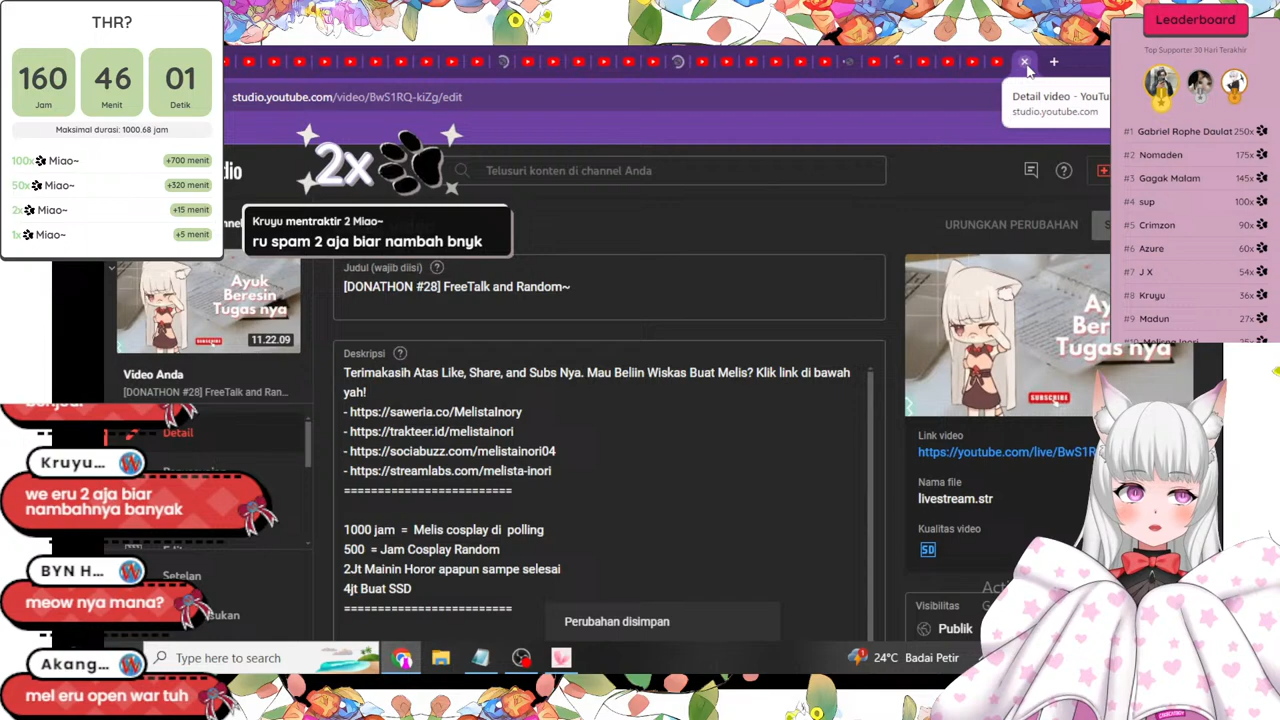 THR?
160
46
01
Jam
Menit
Detik
Maksimal durasi: 1000.68 jam
100x Miao~ +700 menit
50x Miao~ +320 menit
2x Miao~ +15 menit
1x Miao~ +5 menit
studio.youtube.com/video/BwS1RQ-kiZg/edit
Detail video - YouTu
studio.youtube.com
Leaderboard
Top Supporter 30 Hari Terakhir
#1 Gabriel Rophe Daulat 250x
#2 Nomaden 175x
#3 Gagak Malam 145x
#4 sup 100x
#5 Crimzon 90x
#6 Azure 60x
#7 J X 54x
#8 Kruyu 36x
#9 Madun 27x
2x
dio
Telusuri konten di channel Anda
Kruyu mentraktir 2 Miao~
ru spam 2 aja biar nambah bnyk
URUNGKAN PERUBAHAN
S
Judul (wajib diisi)
[DONATHON #28] FreeTalk and Random~
Ayuk
Beresin
Tugas nya
SUBSCRIBE
11.22.09
Video Anda
[DONATHON #28] FreeTalk and Ran...
Detail
Deskripsi
Terimakasih Atas Like, Share, and Subs Nya. Mau Beliin Wiskas Buat Melis? Klik link di bawah
yah!
- https://saweria.co/MelistaInory
- https://trakteer.id/melistainori
- https://sociabuzz.com/melistainori04
- https://streamlabs.com/melista-inori
=========================
1000 jam = Melis cosplay di polling
500 = Jam Cosplay Random
2Jt Mainin Horor apapun sampe selesai
4jt Buat SSD
=========================
Perubahan disimpan
Tugas nya
SUBSCRIBE
Link video
https://youtube.com/live/BwS1R
Nama file
livestream.str
Kualitas video
SD
Visibilitas
Publik
Kruyu...
we eru 2 aja biar
nambahnya banyak
BYN H...
meow nya mana?
Akang...
mel eru open war tuh
Setelan
Type here to search
24°C Badai Petir